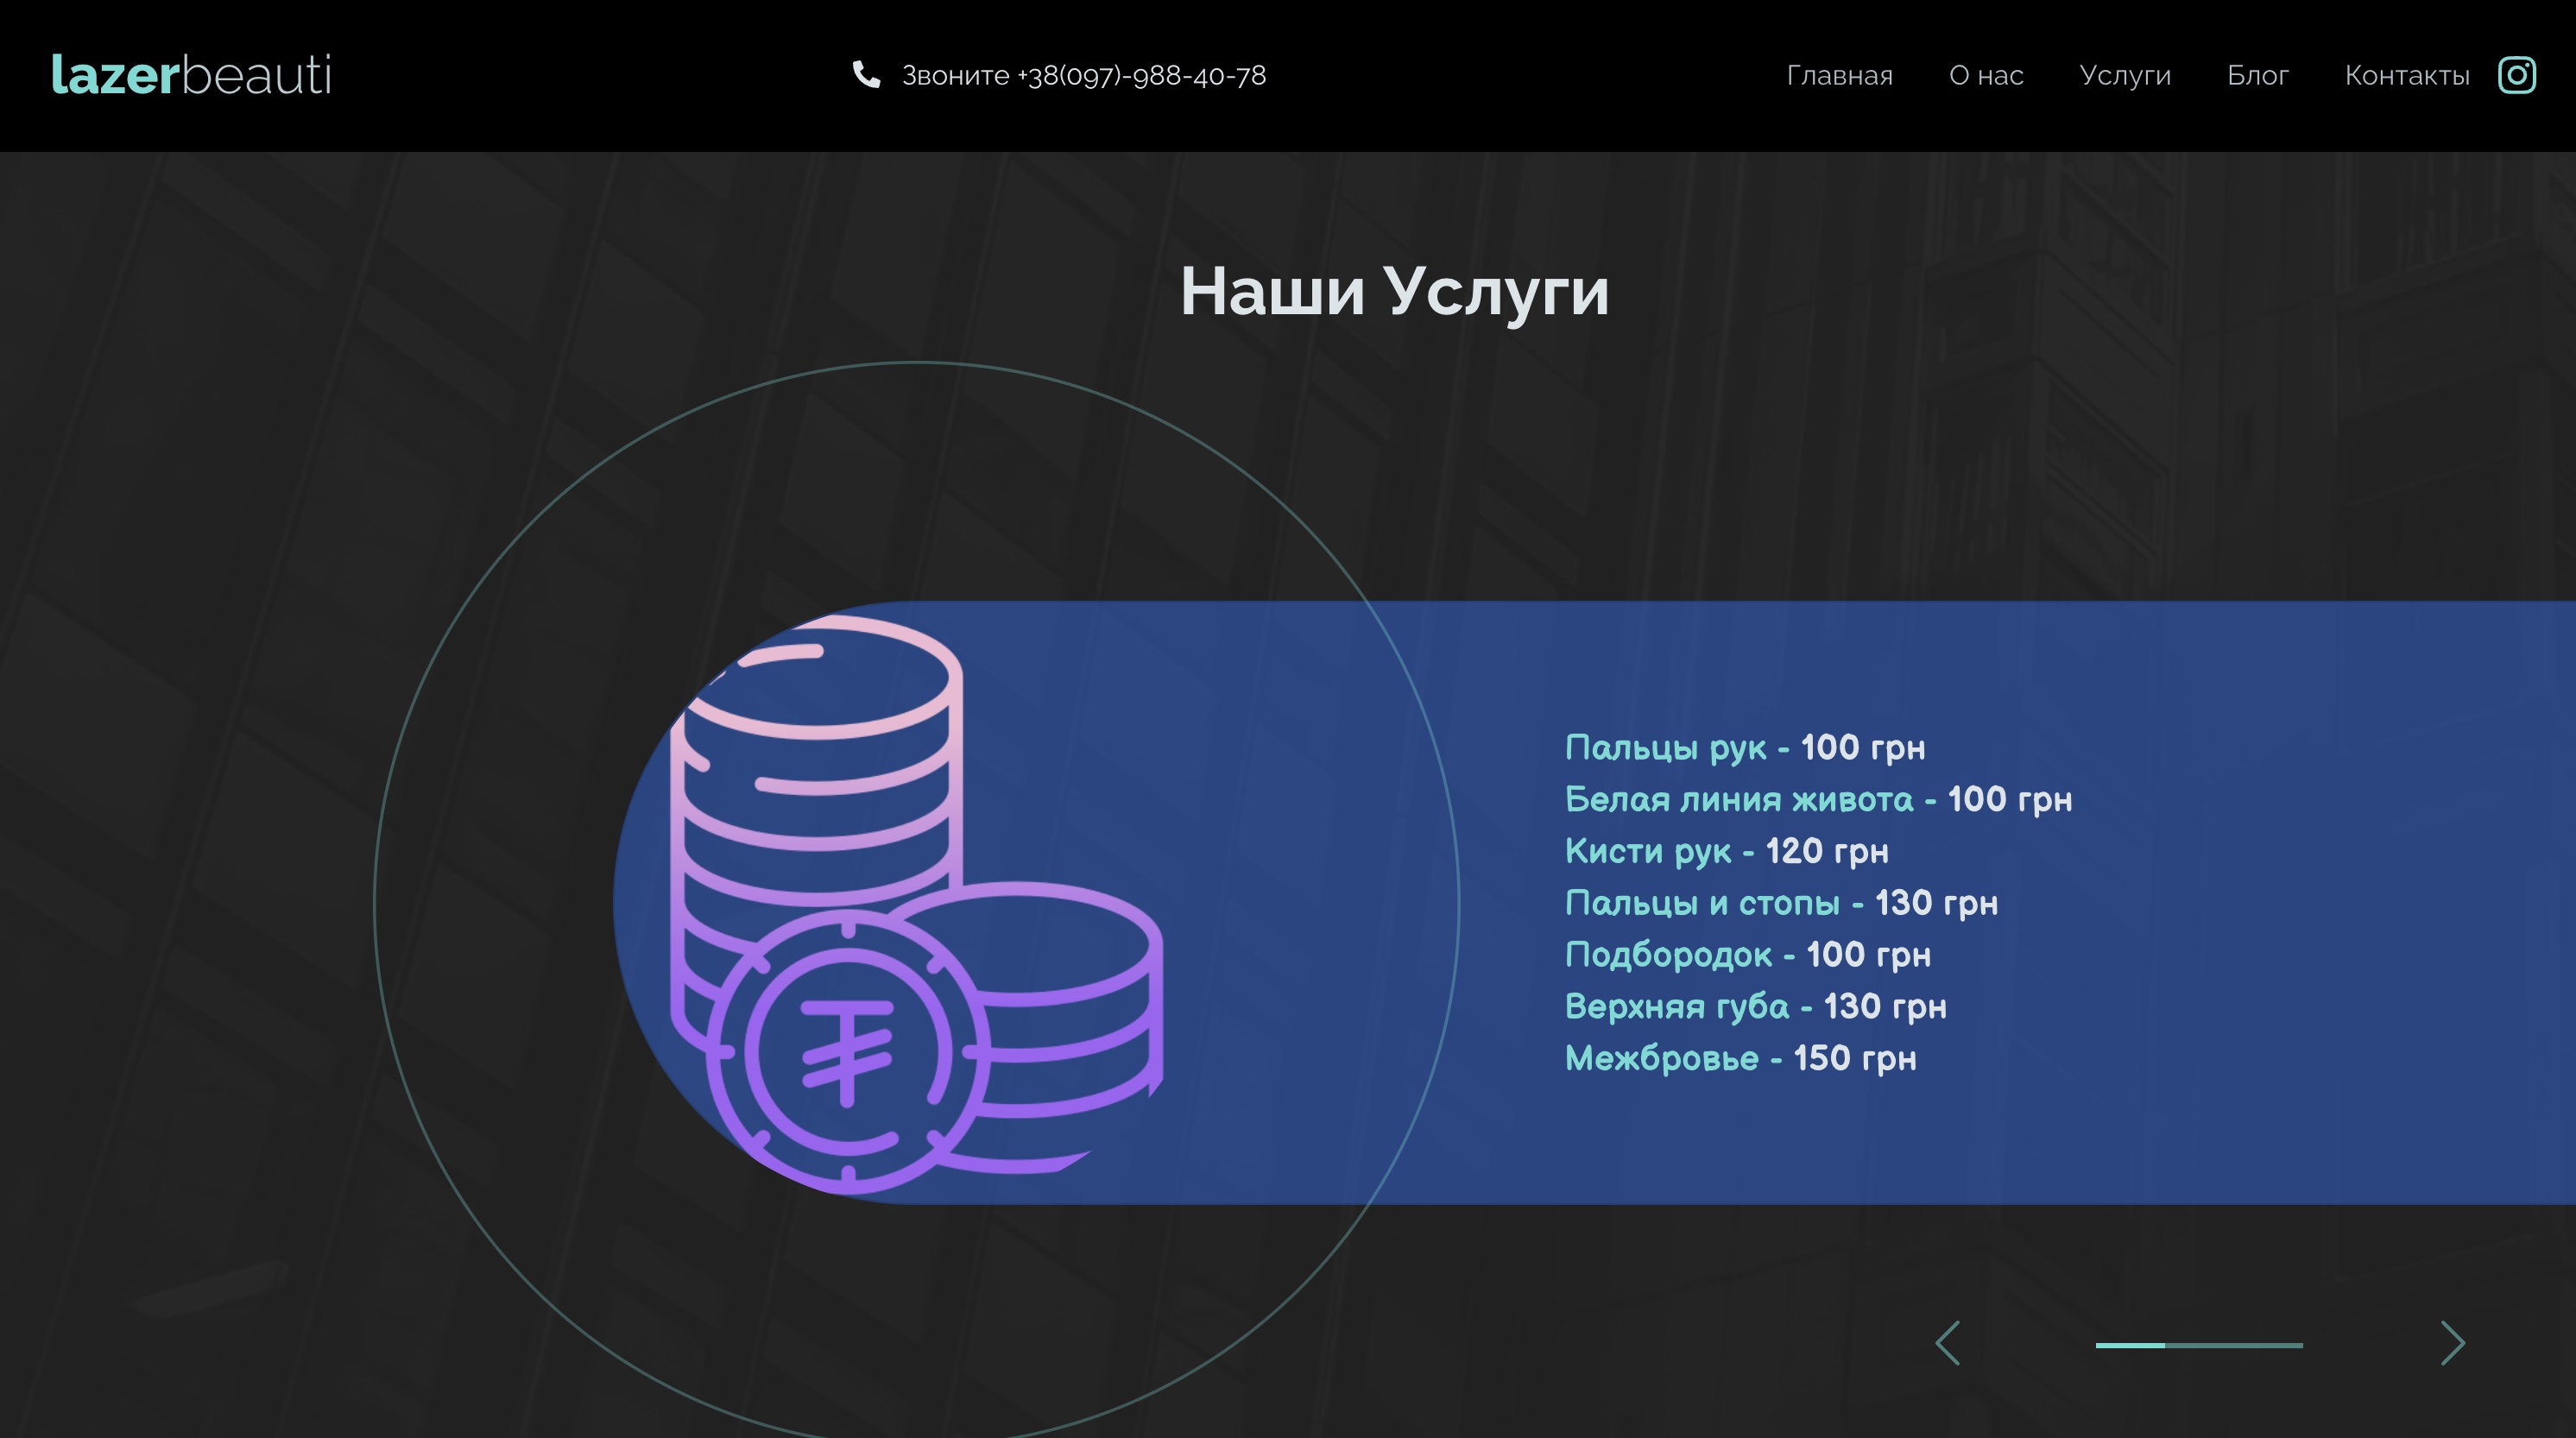 lazerbeauti
Звоните +38(097)-988-40-78
Главная О нас Услуги Блог Контакты
Наши Услуги
Пальцы рук - 100 грн
Белая линия живота - 100 грн
Кисти рук - 120 грн
Пальцы и стопы - 130 грн
Подбородок - 100 грн
Верхняя губа - 130 грн
Межбровье - 150 грн